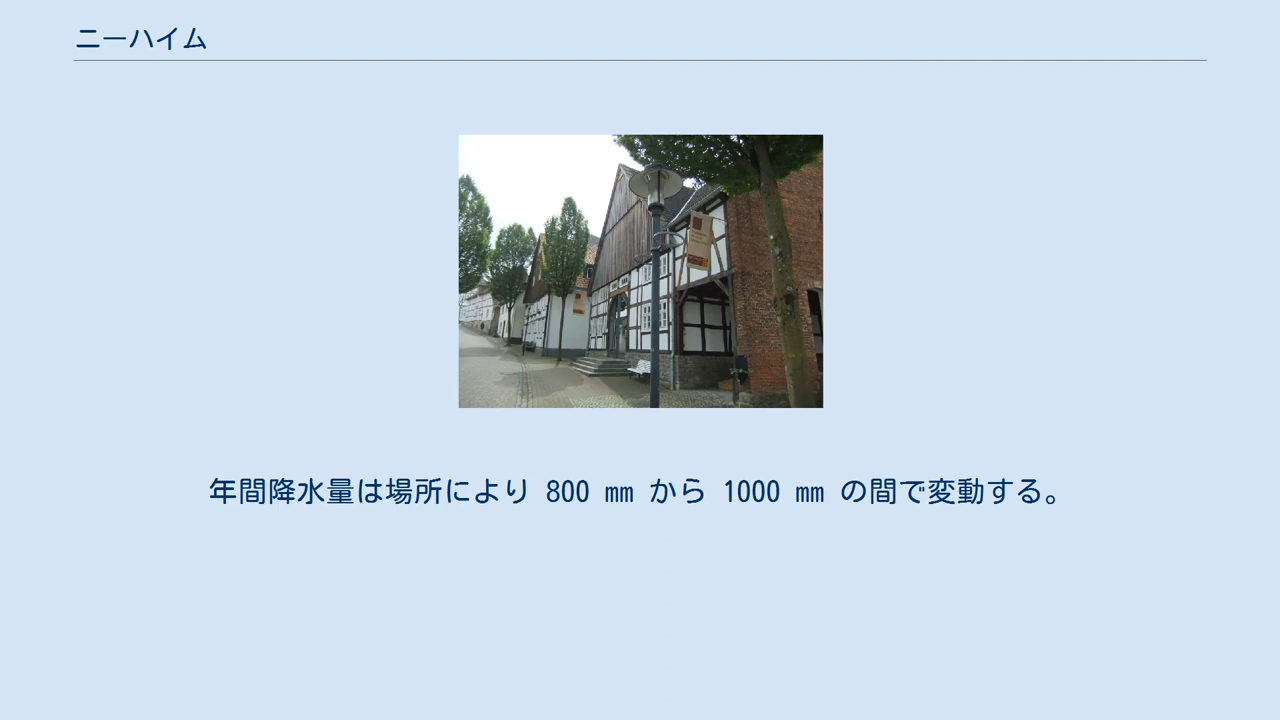 ニーハイム
年間降水量は場所により 800 mm から 1000 mm の間で変動する。